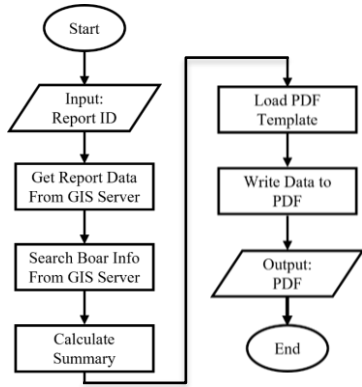 Start
Input:
Report ID
Get Report Data
From GIS Server
Search Boar Info
From GIS Server
Calculate
Summary
Load PDF
Template
Write Data to
PDF
Output:
PDF
End